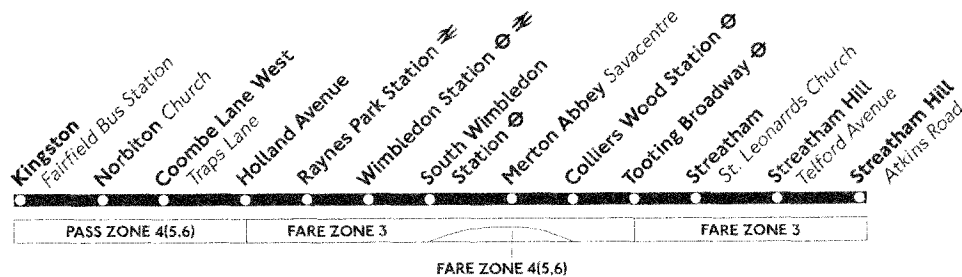 Kingston
Fairfield Bus Station
Norbiton Church
Coombe Lane West
Traps Lane
Holland Avenue
Raynes Park Station
Wimbledon Station
South Wimbledon
Station
Merton Abbey Savacentre
Colliers Wood Station
Tooting Broadway
Streatham
St. Leonards Church
Streatham Hill
Telford Avenue
Streatham Hill
Atkins Road
PASS ZONE 4(5,6)
FARE ZONE 3
FARE ZONE 3
FARE ZONE 4(5,6)